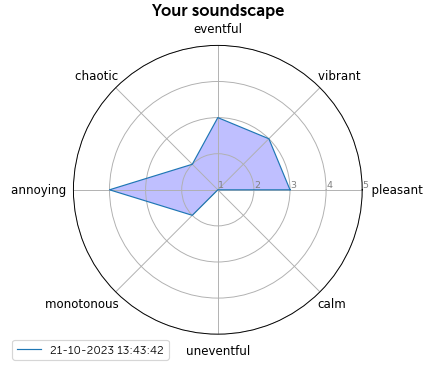 Your soundscape
eventful
chaotic
vibrant
annoying
1 2 3 4 5
pleasant
monotonous
calm
uneventful
21-10-2023 13:43:42